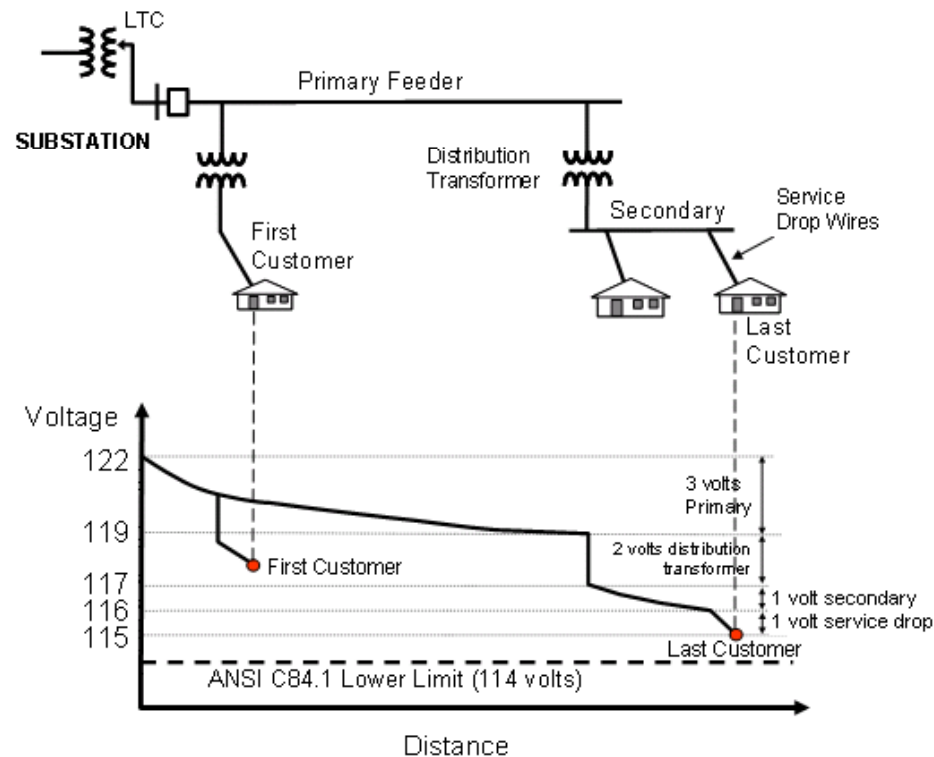 LTC
Primary Feeder
SUBSTATION
Distribution
Transformer
Service
Drop Wires
Secondary
First
Customer
Last
Customer
Voltage
122
3 volts
Primary
119
2 volts distribution
transformer
First Customer
117
1 volt secondary
116
1 volt service drop
115
Last Customer
ANSI C84.1 Lower Limit (114 volts)
Distance